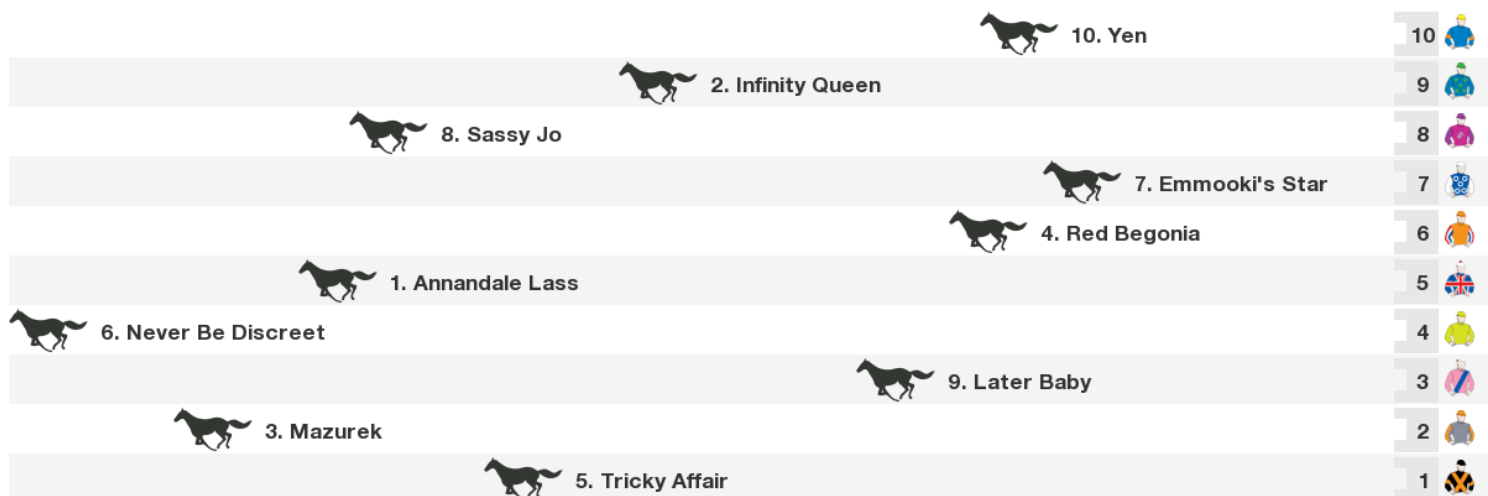 10. Yen 10
2. Infinity Queen 9
8. Sassy Jo 8
7. Emmooki's Star 7
4. Red Begonia 6
1. Annandale Lass 5
6. Never Be Discreet 4
9. Later Baby 3
3. Mazurek 2
5. Tricky Affair 1